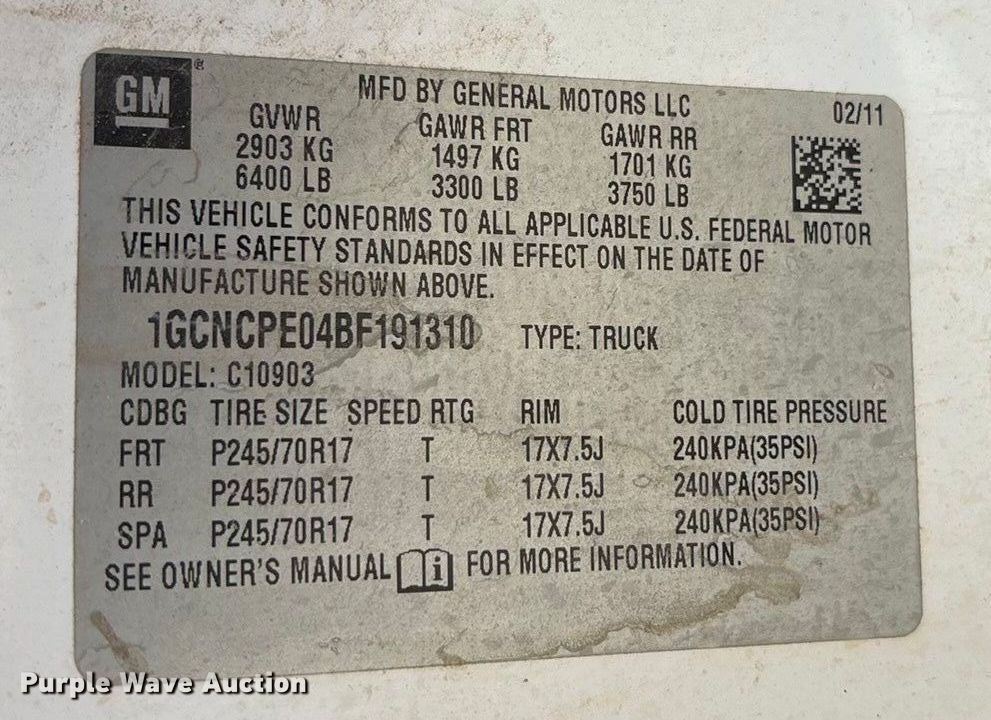 GM ®
MFD BY GENERAL MOTORS LLC 02/11
GVWR GAWR FRT GAWR RR
2903 KG 1497 KG 1701 KG
6400 LB 3300 LB 3750 LB
THIS VEHICLE CONFORMS TO ALL APPLICABLE U.S. FEDERAL MOTOR
VEHICLE SAFETY STANDARDS IN EFFECT ON THE DATE OF
MANUFACTURE SHOWN ABOVE.
1GCNCPE04BF191310 TYPE: TRUCK
MODEL: C10903
CDBG TIRE SIZE SPEED RTG RIM COLD TIRE PRESSURE
FRT P245/70R17 T 17X7.5J 240KPA(35PSI)
RR P245/70R17 T 17X7.5J 240KPA(35PSI)
SPA P245/70R17 T 17X7.5J 240KPA(35PSI)
SEE OWNER'S MANUAL i FOR MORE INFORMATION.
Purple Wave Auction